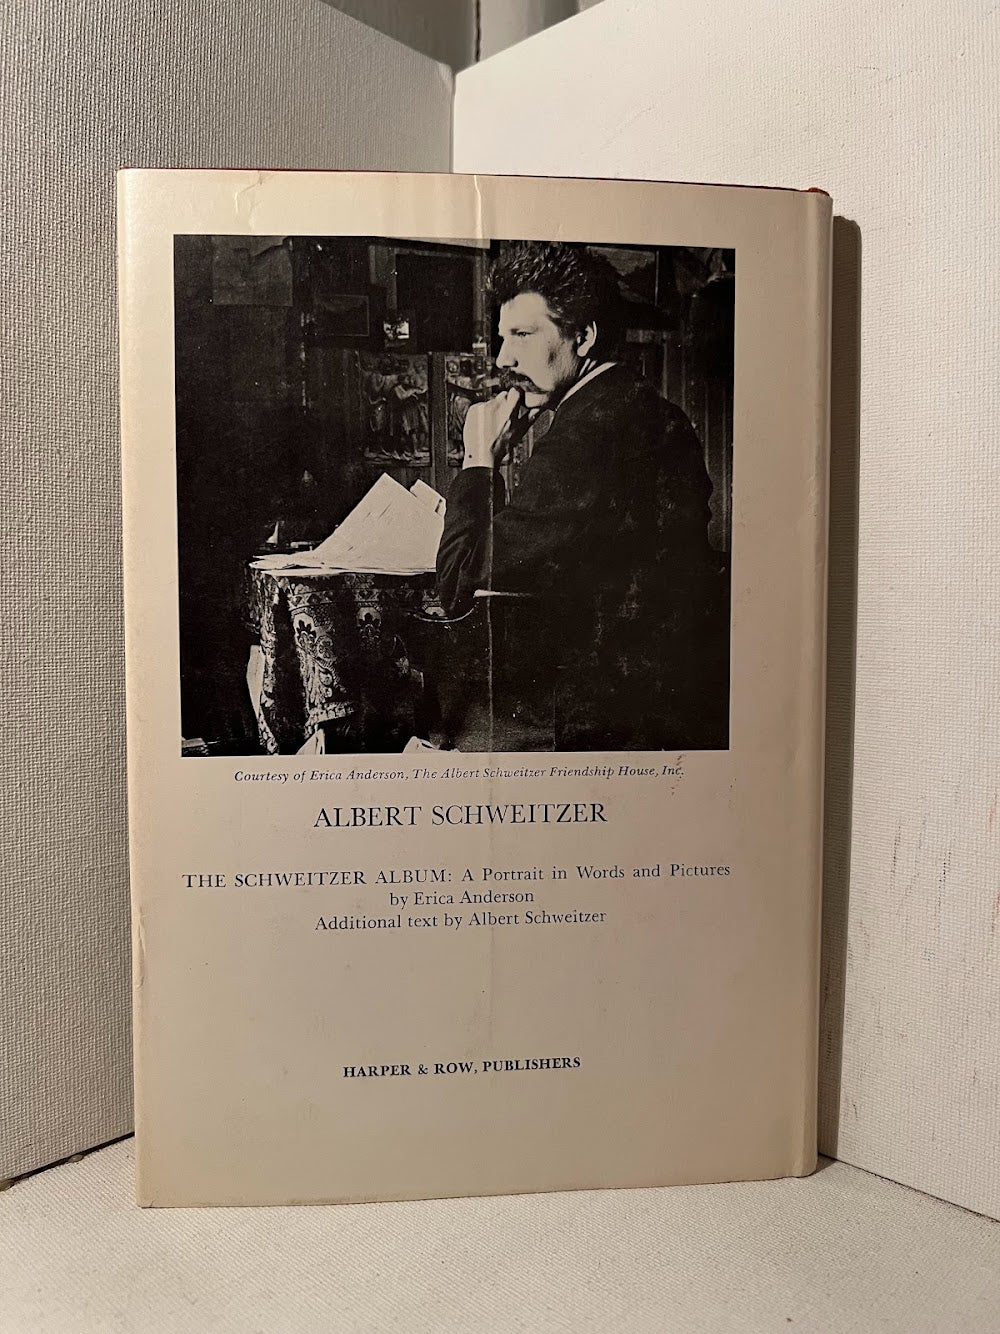 Courtesy of Erica Anderson, The Albert Schweitzer Friendship House, Inc.
ALBERT SCHWEITZER
THE SCHWEITZER ALBUM: A Portrait in Words and Pictures
by Erica Anderson
Additional text by Albert Schweitzer
HARPER & ROW, PUBLISHERS